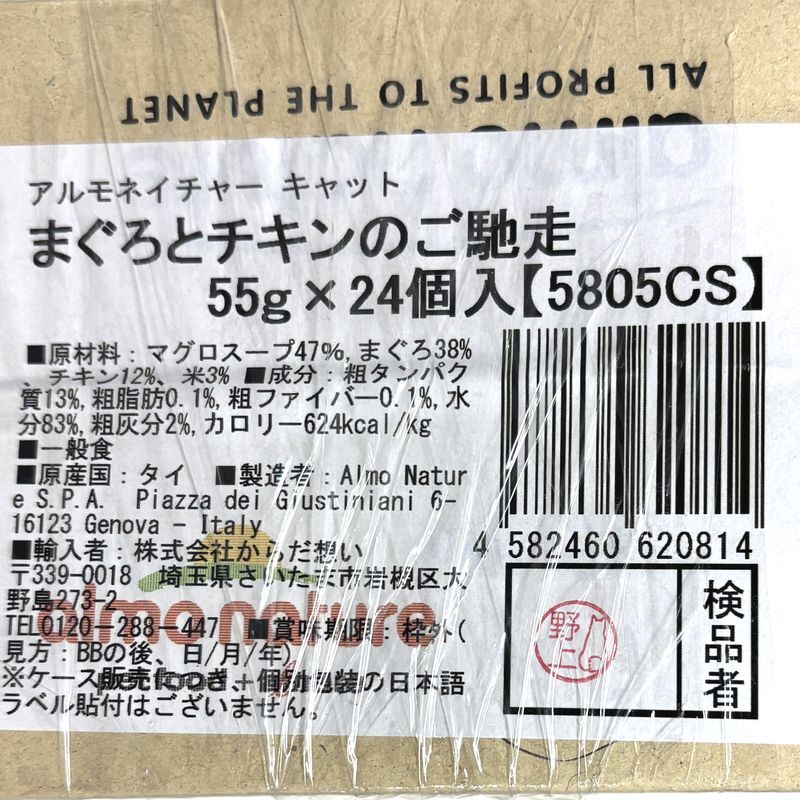 ALL PROFITS TO THE PLANET
アルモネイチャー キャット
まぐろとチキンのご馳走
55g×24個入【5805CS】
■原材料：マグロスープ47%,まぐろ38%
、チキン12%、米3% ■成分：粗タンパク
質13%,粗脂肪0.1%,粗ファイバー0.1%,水
分83%,粗灰分2%,カロリー624kcal/kg
■一般食
■原産国：タイ ■製造者：Almo Natur
e S.P.A. Piazza dei Giustiniani 6-
16123 Genova - Italy
■輸入者：株式会社からだ想い
〒339-0018 埼玉県さいたま市岩槻区大
野島273-2
TEL0120-288-447 ■賞味期限：枠外(
見方：BBの後、日/月/年)
※ケース販売につき、個別包装の日本語
ラベル貼付はございません。
almo nature
4 582460 620814
検品者
野上